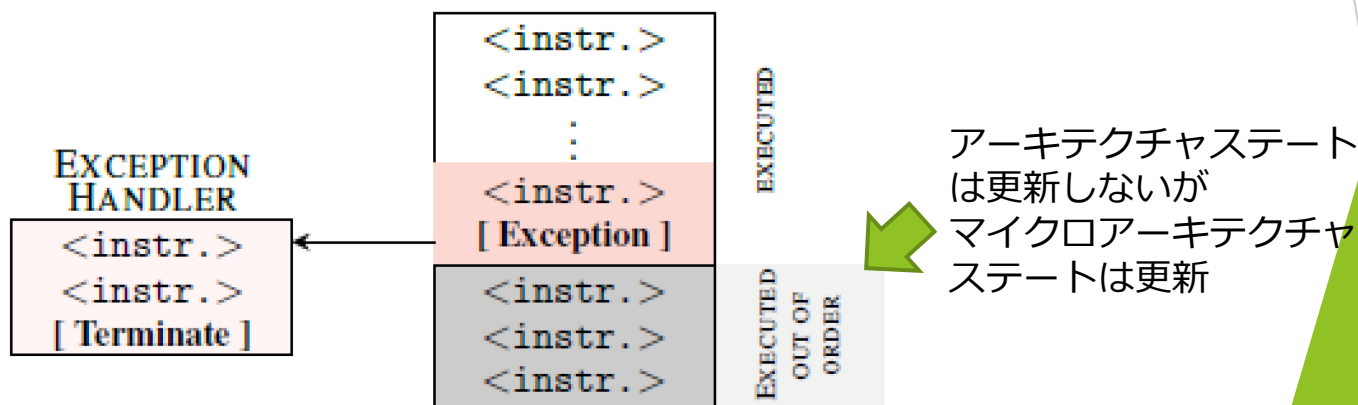 EXCEPTION
HANDLER
<instr.>
<instr.>
[ Terminate ]
<instr.>
<instr.>
⋮
<instr.>
[ Exception ]
<instr.>
<instr.>
<instr.>
EXECUTED
EXECUTED
OUT OF
ORDER
アーキテクチャステート
は更新しないが
マイクロアーキテクチャ
ステートは更新